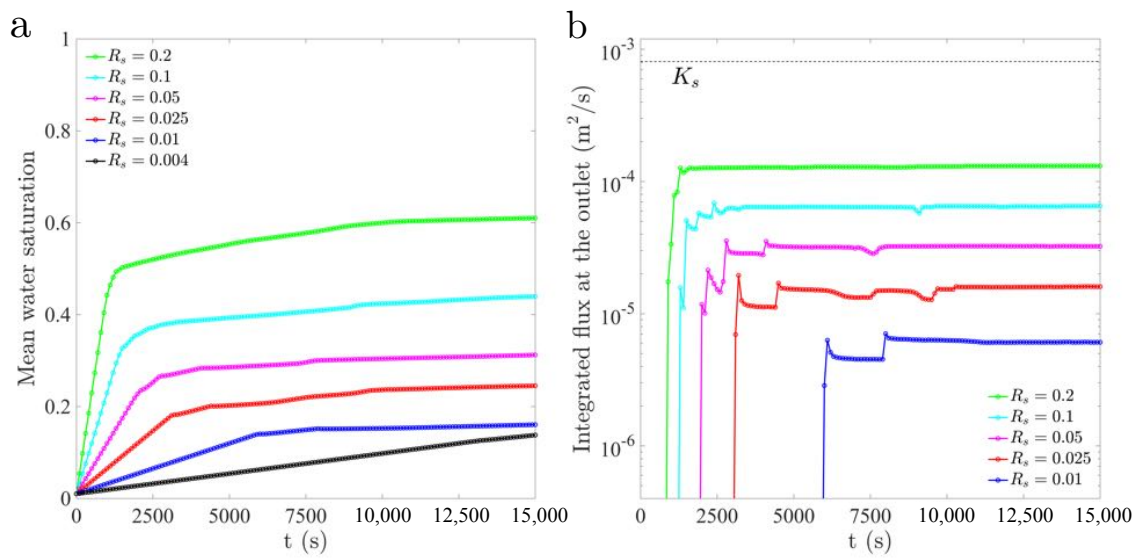 a
Mean water saturation
1
0.8
0.6
0.4
0.2
0
R_s = 0.2
R_s = 0.1
R_s = 0.05
R_s = 0.025
R_s = 0.01
R_s = 0.004
0 2500 5000 7500 10,000 12,500 15,000
t (s)
b
Integrated flux at the outlet (m²/s)
10⁻³
10⁻⁴
10⁻⁵
10⁻⁶
K_s
R_s = 0.2
R_s = 0.1
R_s = 0.05
R_s = 0.025
R_s = 0.01
0 2500 5000 7500 10,000 12,500 15,000
t (s)